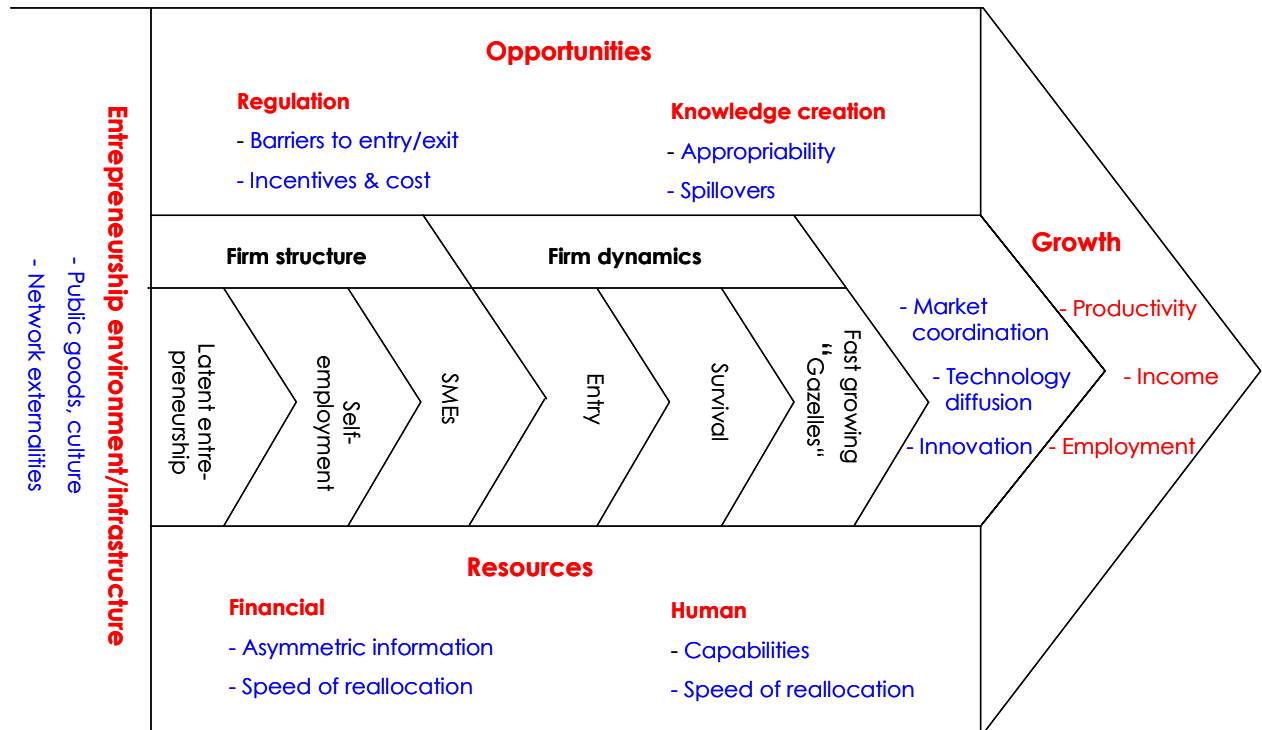 Entrepreneurship environment/infrastructure
- Public goods, culture
- Network externalities
Opportunities
Regulation
- Barriers to entry/exit
- Incentives & cost
Knowledge creation
- Appropriability
- Spillovers
Firm structure
Firm dynamics
Latent entre-
preneurship
Self-
employment
SMEs
Entry
Survival
Fast growing
“Gazelles“
- Market
coordination
- Technology
diffusion
- Innovation
Growth
- Productivity
- Income
- Employment
Resources
Financial
- Asymmetric information
- Speed of reallocation
Human
- Capabilities
- Speed of reallocation